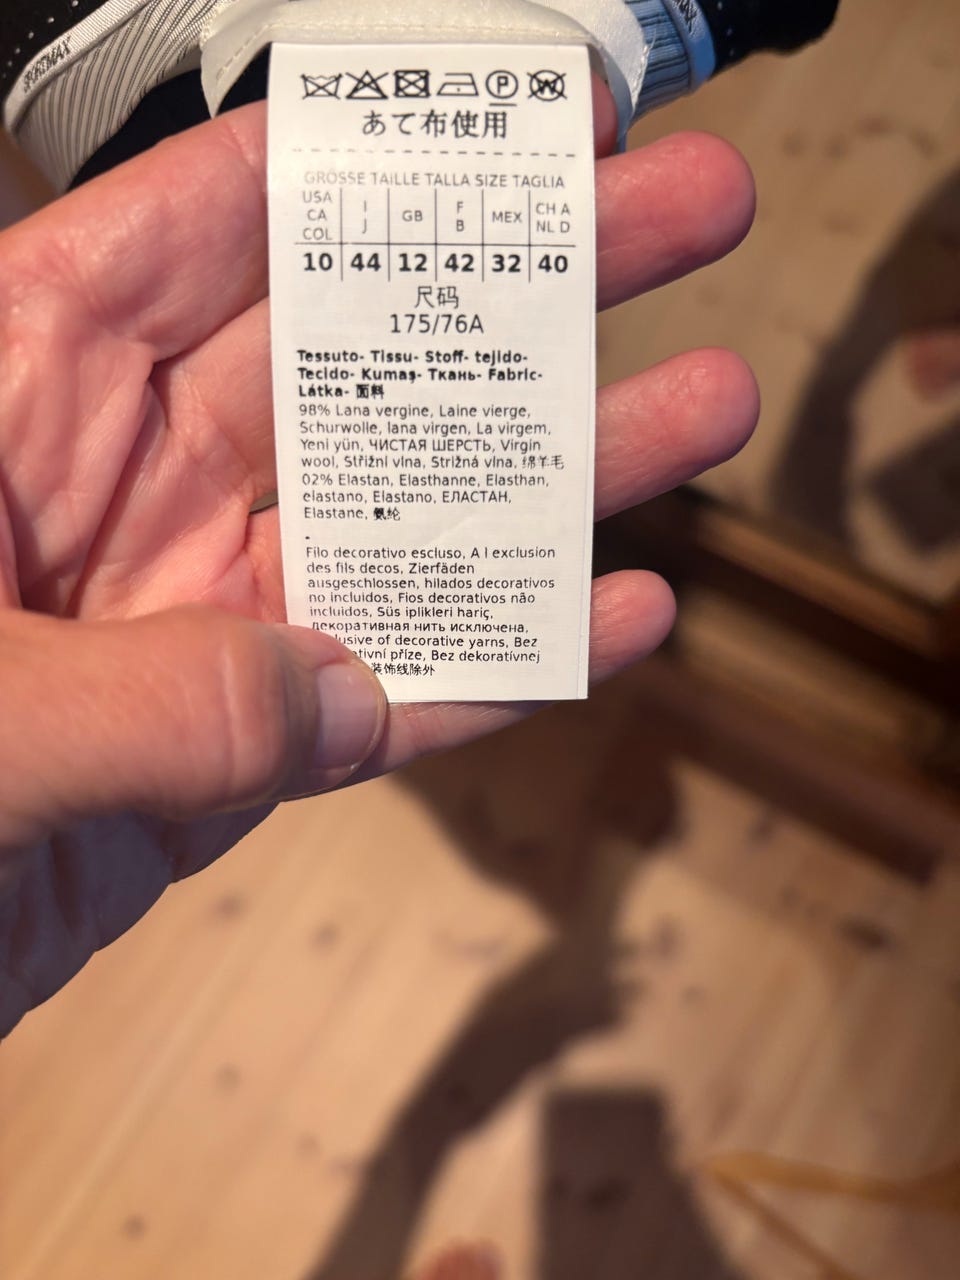 SPORTMAX
P
W
あて布使用
GRÖSSE TAILLE TALLA SIZE TAGLIA
USA CA COL | I J | GB | F B | MEX | CH A NL D
10 | 44 | 12 | 42 | 32 | 40
尺码
175/76A
Tessuto- Tissu- Stoff- tejido-
Tecido- Kumaş- Ткань- Fabric-
Látka- 面料
98% Lana vergine, Laine vierge,
Schurwolle, lana virgen, La virgem,
Yeni yün, ЧИСТАЯ ШЕРСТЬ, Virgin
wool, Střižní vlna, Strižná vlna, 绵羊毛
02% Elastan, Elasthanne, Elasthan,
elastano, Elastano, ЕЛАСТАН,
Elastane, 氨纶
-
Filo decorativo escluso, A l exclusion
des fils decos, Zierfäden
ausgeschlossen, hilados decorativos
no incluidos, Fios decorativos não
incluidos, Süs iplikleri hariç,
декоративная нить исключена,
lusive of decorative yarns, Bez
ativní příze, Bez dekoratívnej
装饰线除外